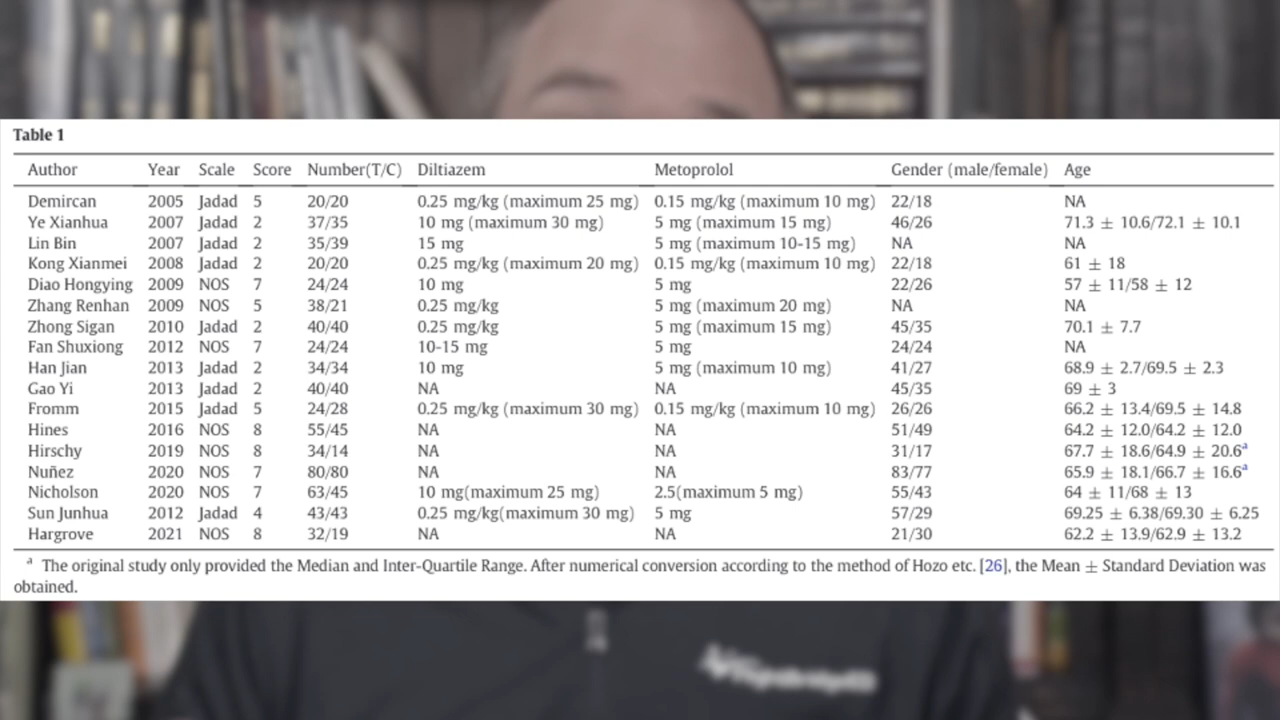 Table 1
Author Year Scale Score Number(T/C) Diltiazem Metoprolol Gender (male/female) Age
Demircan 2005 Jadad 5 20/20 0.25 mg/kg (maximum 25 mg) 0.15 mg/kg (maximum 10 mg) 22/18 NA
Ye Xianhua 2007 Jadad 2 37/35 10 mg (maximum 30 mg) 5 mg (maximum 15 mg) 46/26 71.3 ± 10.6/72.1 ± 10.1
Lin Bin 2007 Jadad 2 35/39 15 mg 5 mg (maximum 10-15 mg) NA NA
Kong Xianmei 2008 Jadad 2 20/20 0.25 mg/kg (maximum 20 mg) 0.15 mg/kg (maximum 10 mg) 22/18 61 ± 18
Diao Hongying 2009 NOS 7 24/24 10 mg 5 mg 22/26 57 ± 11/58 ± 12
Zhang Renhan 2009 NOS 5 38/21 0.25 mg/kg 5 mg (maximum 20 mg) NA NA
Zhong Sigan 2010 Jadad 2 40/40 0.25 mg/kg 5 mg (maximum 15 mg) 45/35 70.1 ± 7.7
Fan Shuxiong 2012 NOS 7 24/24 10-15 mg 5 mg 24/24 NA
Han Jian 2013 Jadad 2 34/34 10 mg 5 mg (maximum 10 mg) 41/27 68.9 ± 2.7/69.5 ± 2.3
Gao Yi 2013 Jadad 2 40/40 NA NA 45/35 69 ± 3
Fromm 2015 Jadad 5 24/28 0.25 mg/kg (maximum 30 mg) 0.15 mg/kg (maximum 10 mg) 26/26 66.2 ± 13.4/69.5 ± 14.8
Hines 2016 NOS 8 55/45 NA NA 51/49 64.2 ± 12.0/64.2 ± 12.0
Hirschy 2019 NOS 8 34/14 NA NA 31/17 67.7 ± 18.6/64.9 ± 20.6a
Nuñez 2020 NOS 7 80/80 NA NA 83/77 65.9 ± 18.1/66.7 ± 16.6a
Nicholson 2020 NOS 7 63/45 10 mg(maximum 25 mg) 2.5(maximum 5 mg) 55/43 64 ± 11/68 ± 13
Sun Junhua 2012 Jadad 4 43/43 0.25 mg/kg(maximum 30 mg) 5 mg 57/29 69.25 ± 6.38/69.30 ± 6.25
Hargrove 2021 NOS 8 32/19 NA NA 21/30 62.2 ± 13.9/62.9 ± 13.2
a The original study only provided the Median and Inter-Quartile Range. After numerical conversion according to the method of Hozo etc. [26], the Mean ± Standard Deviation was
obtained.